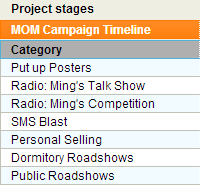 Project stages
MOM Campaign Timeline
Category
Put up Posters
Radio: Ming's Talk Show
Radio: Ming's Competition
SMS Blast
Personal Selling
Dormitory Roadshows
Public Roadshows